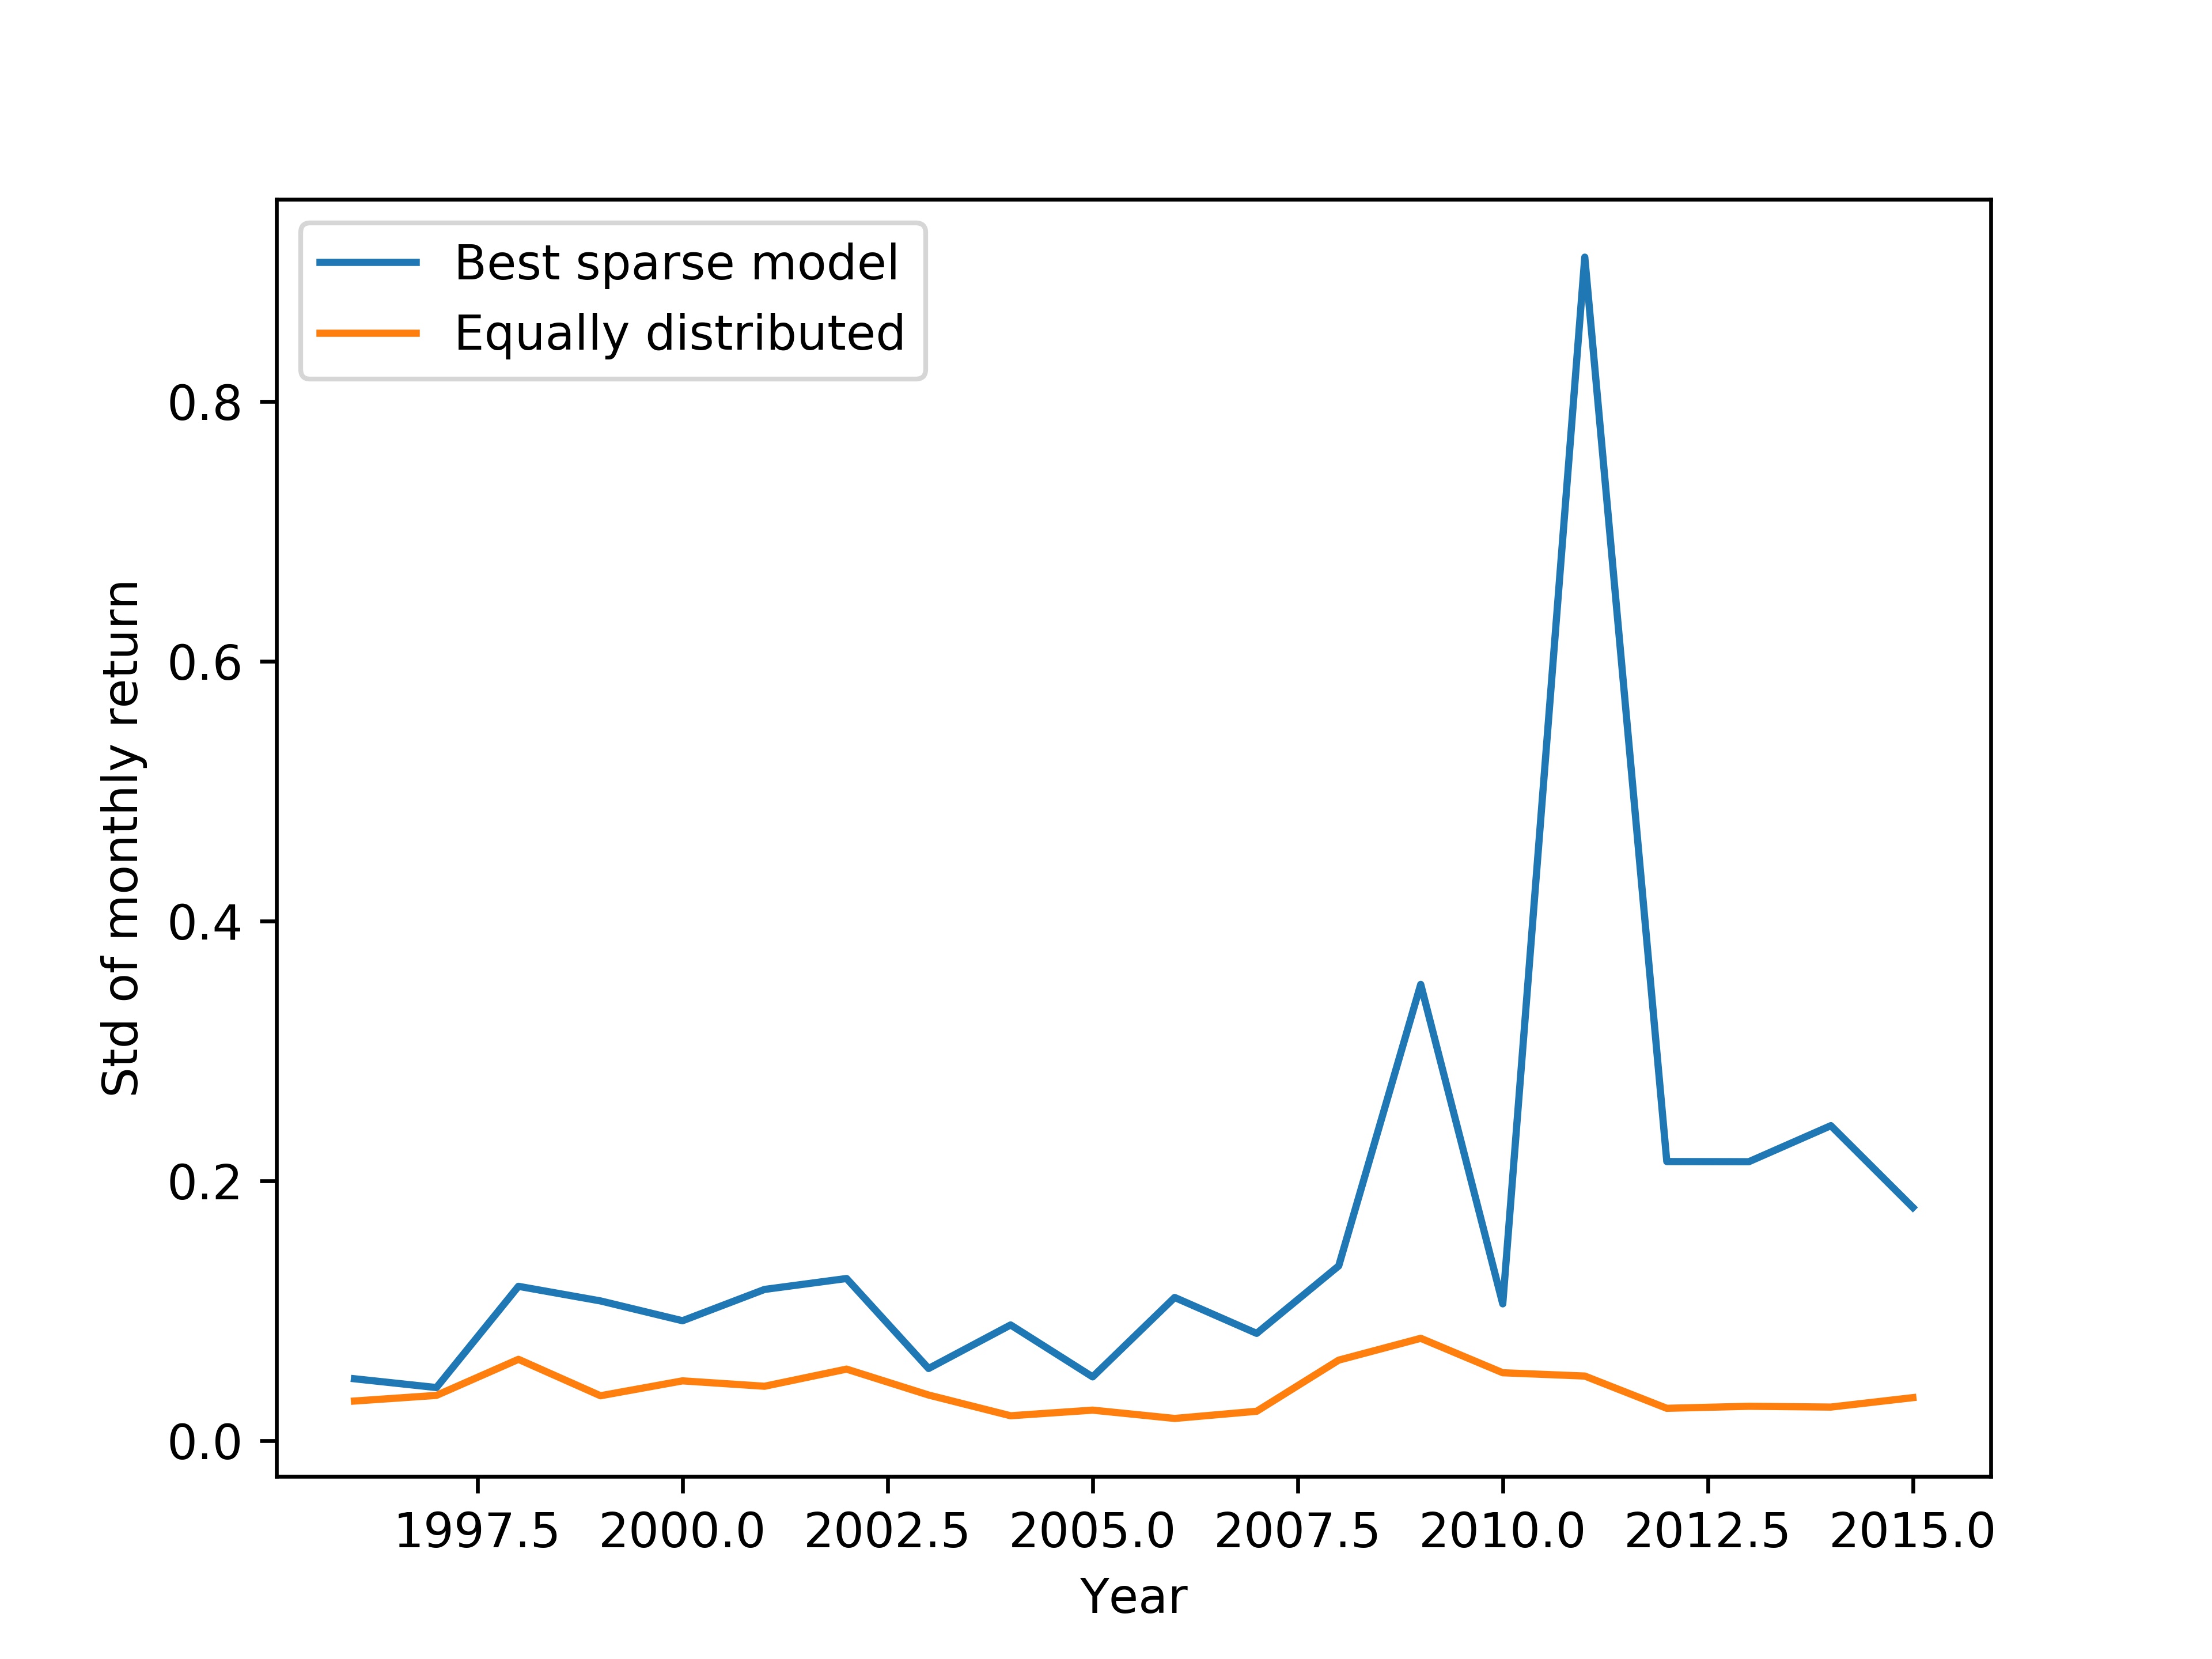 Best sparse model
Equally distributed
0.8
0.6
0.4
0.2
0.0
Std of monthly return
1997.5 2000.0 2002.5 2005.0 2007.5 2010.0 2012.5 2015.0
Year